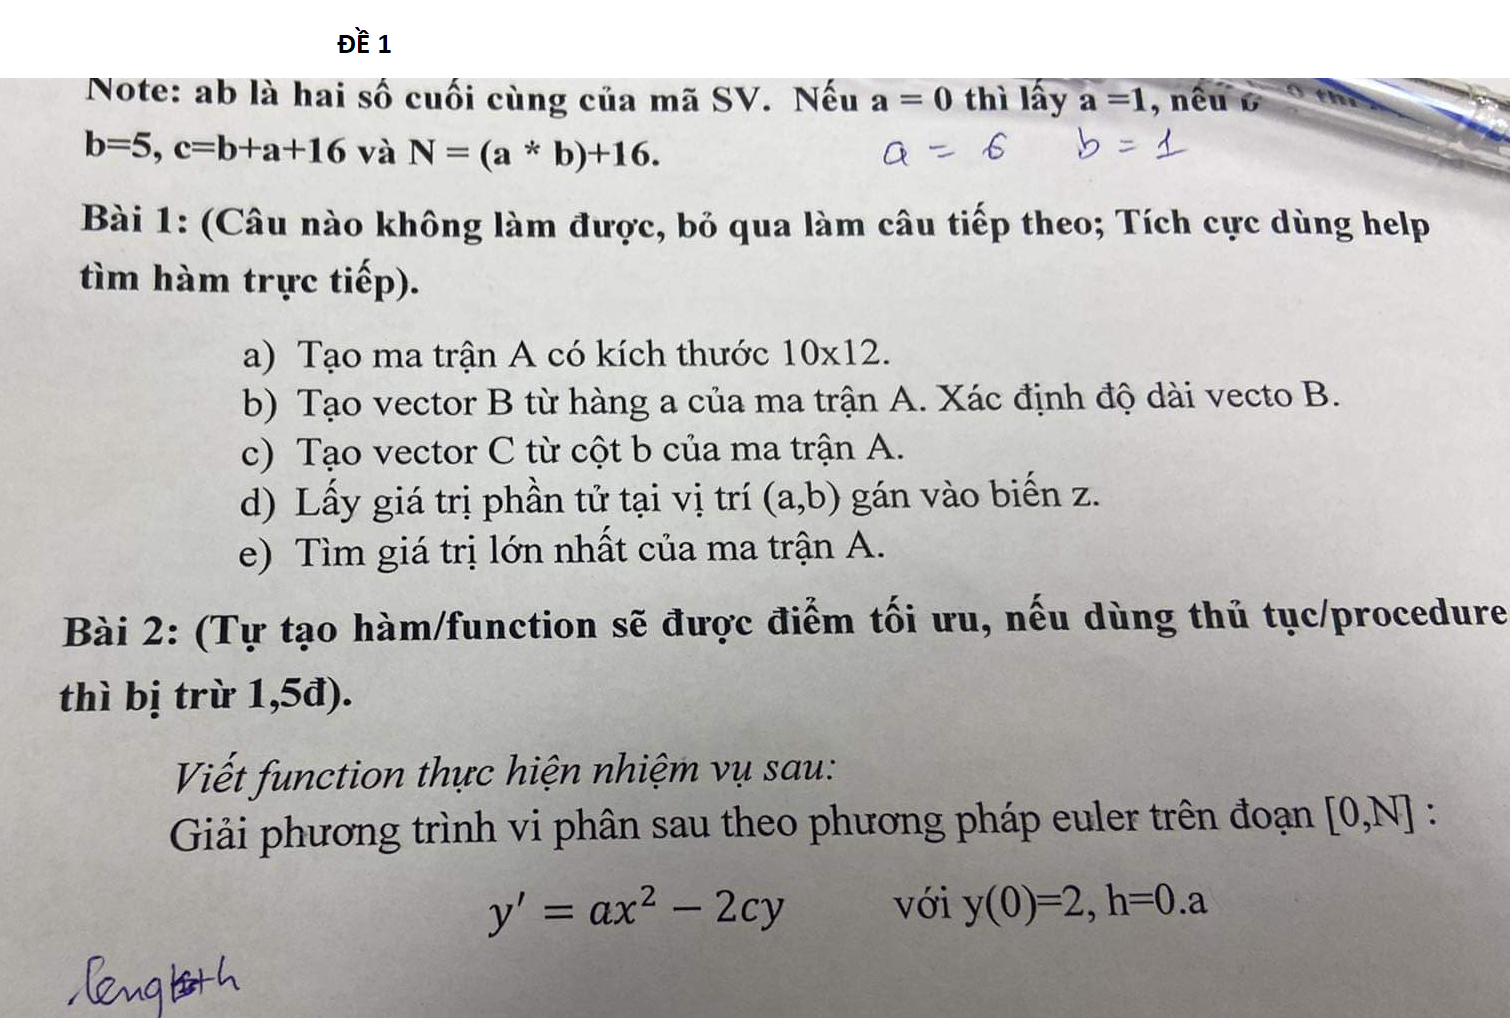 ĐỀ 1
Note: ab là hai số cuối cùng của mã SV. Nếu a = 0 thì lấy a =1, nếu
b=5, c=b+a+16 và N = (a * b)+16.
a = 6 b = 1
Bài 1: (Câu nào không làm được, bỏ qua làm câu tiếp theo; Tích cực dùng help
tìm hàm trực tiếp).
a) Tạo ma trận A có kích thước 10x12.
b) Tạo vector B từ hàng a của ma trận A. Xác định độ dài vecto B.
c) Tạo vector C từ cột b của ma trận A.
d) Lấy giá trị phần tử tại vị trí (a,b) gán vào biến z.
e) Tìm giá trị lớn nhất của ma trận A.
Bài 2: (Tự tạo hàm/function sẽ được điểm tối ưu, nếu dùng thủ tục/procedure
thì bị trừ 1,5đ).
Viết function thực hiện nhiệm vụ sau:
Giải phương trình vi phân sau theo phương pháp euler trên đoạn [0,N] :
y' = ax² − 2cy với y(0)=2, h=0.a
length